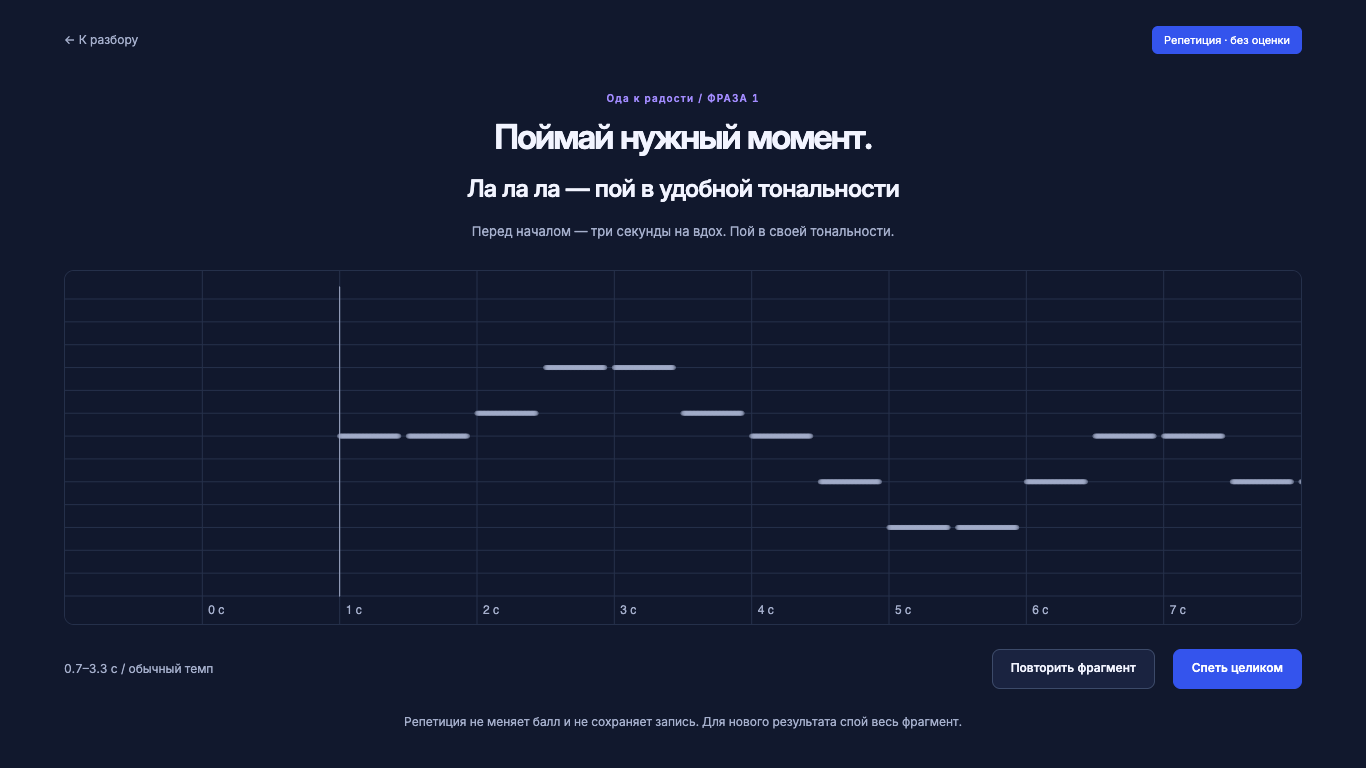 ← К разбору
Репетиция · без оценки
Ода к радости / ФРАЗА 1
Поймай нужный момент.
Ла ла ла — пой в удобной тональности
Перед началом — три секунды на вдох. Пой в своей тональности.
0 с
1 с
2 с
3 с
4 с
5 с
6 с
7 с
0.7–3.3 с / обычный темп
Повторить фрагмент
Спеть целиком
Репетиция не меняет балл и не сохраняет запись. Для нового результата спой весь фрагмент.